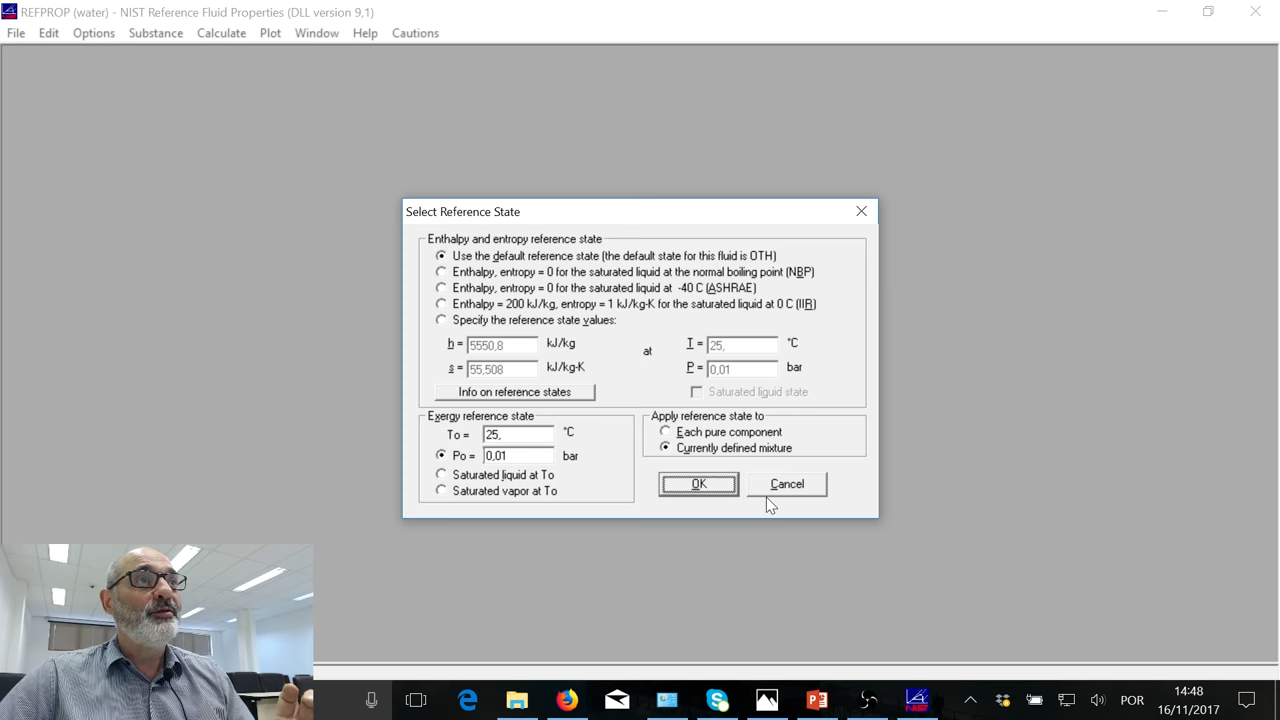 REFPROP (water) - NIST Reference Fluid Properties (DLL version 9,1)
File Edit Options Substance Calculate Plot Window Help Cautions
Select Reference State
Enthalpy and entropy reference state
Use the default reference state (the default state for this fluid is OTH)
Enthalpy, entropy = 0 for the saturated liquid at the normal boiling point (NBP)
Enthalpy, entropy = 0 for the saturated liquid at -40 C (ASHRAE)
Enthalpy = 200 kJ/kg, entropy = 1 kJ/kg-K for the saturated liquid at 0 C (IIR)
Specify the reference state values:
h = 5550,8 kJ/kg at T = 25, °C
s = 55,508 kJ/kg-K P = 0,01 bar
Info on reference states Saturated liquid state
Exergy reference state
To = 25, °C
Po = 0,01 bar
Saturated liquid at To
Saturated vapor at To
Apply reference state to
Each pure component
Currently defined mixture
OK Cancel
NIST
POR
14:48
16/11/2017